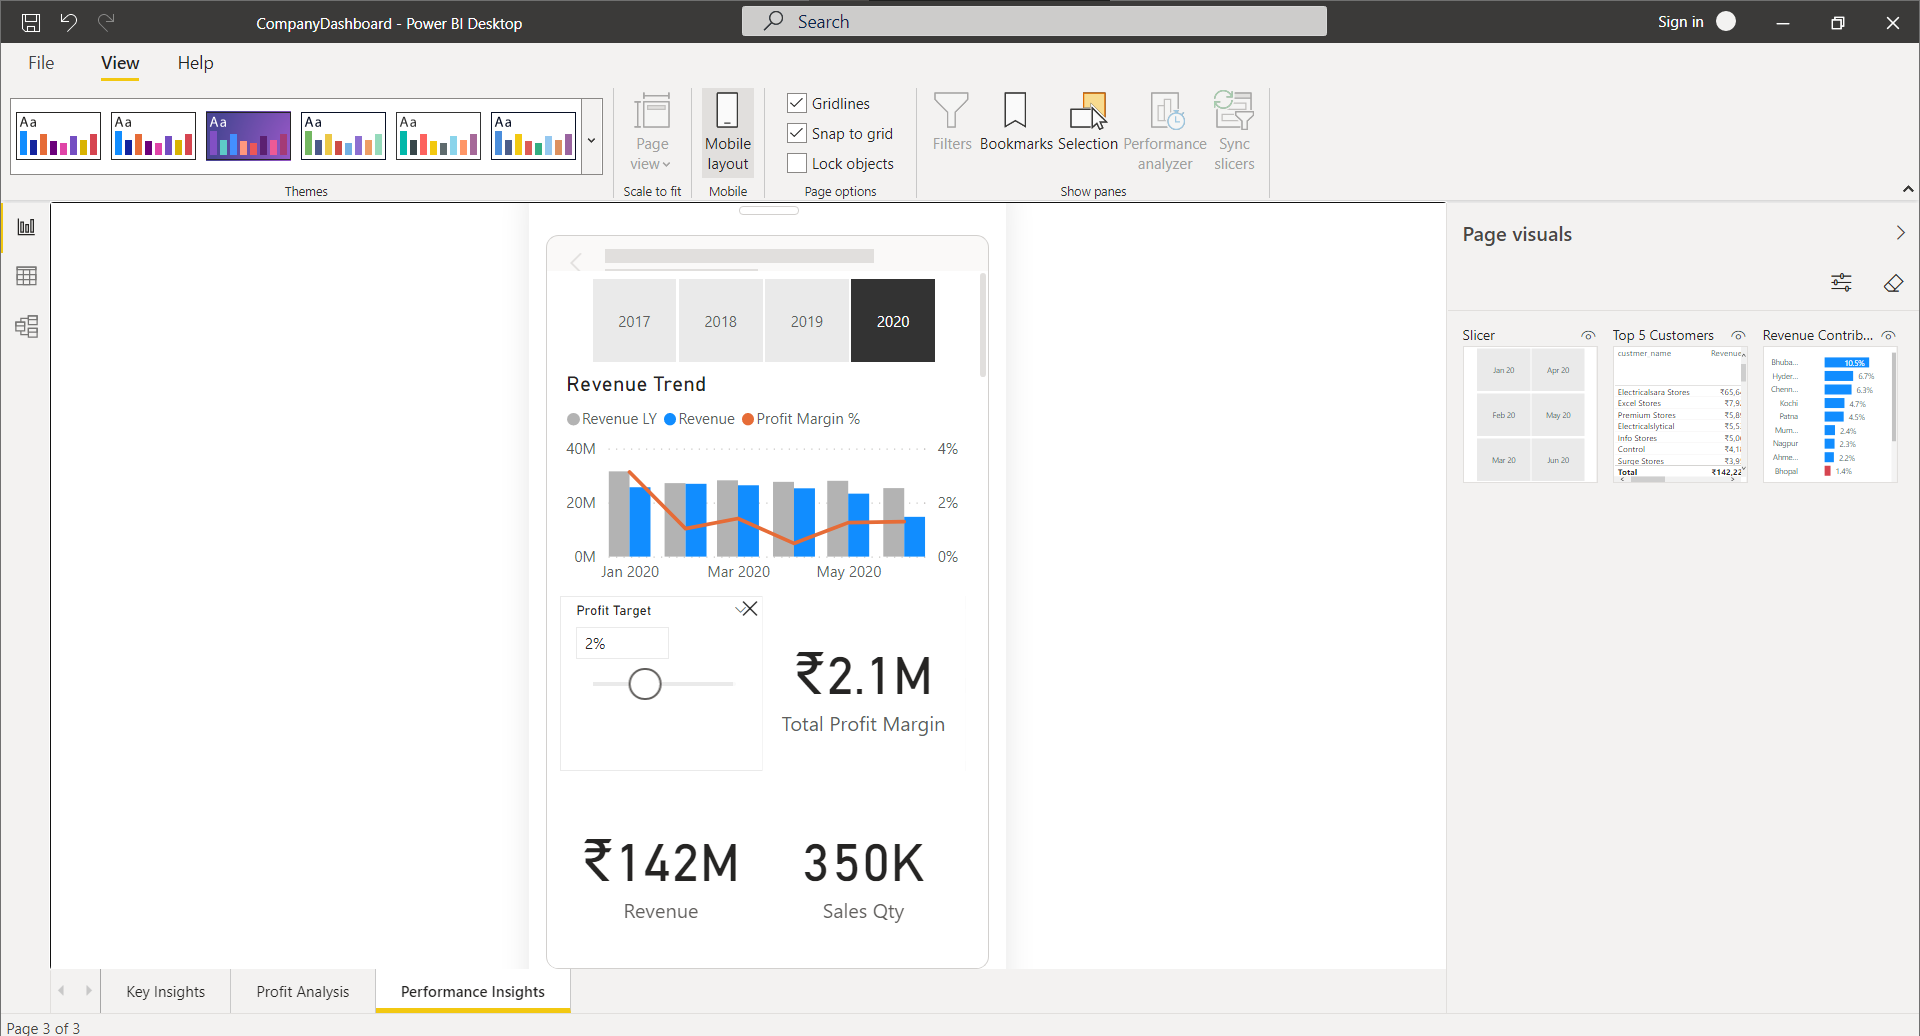 CompanyDashboard - Power BI Desktop
Search
Sign in
File View Help
Aa Aa Aa Aa Aa Aa
Themes
Page view
Scale to fit
Mobile layout
Mobile
Gridlines
Snap to grid
Lock objects
Page options
Filters
Bookmarks
Selection
Performance analyzer
Sync slicers
Show panes
2017 2018 2019 2020
Revenue Trend
Revenue LY Revenue Profit Margin %
40M 4%
20M 2%
0M 0%
Jan 2020 Mar 2020 May 2020
Profit Target
2%
₹2.1M
Total Profit Margin
₹142M
Revenue
350K
Sales Qty
Page visuals
Slicer
Jan 20 Apr 20
Feb 20 May 20
Mar 20 Jun 20
Top 5 Customers
custmer_name Revenue
Electricalsara Stores ₹65,6
Excel Stores ₹7,9
Premium Stores ₹5,8
Electricalslytical ₹5,5
Info Stores ₹5,0
Control ₹4,1
Surge Stores ₹3,9
Total ₹142,22
Revenue Contrib...
Bhuba... 10.5%
Hyder... 6.7%
Chenn... 6.3%
Kochi 4.7%
Patna 4.5%
Mum... 2.4%
Nagpur 2.3%
Ahme... 2.2%
Bhopal 1.4%
Key Insights Profit Analysis Performance Insights
Page 3 of 3